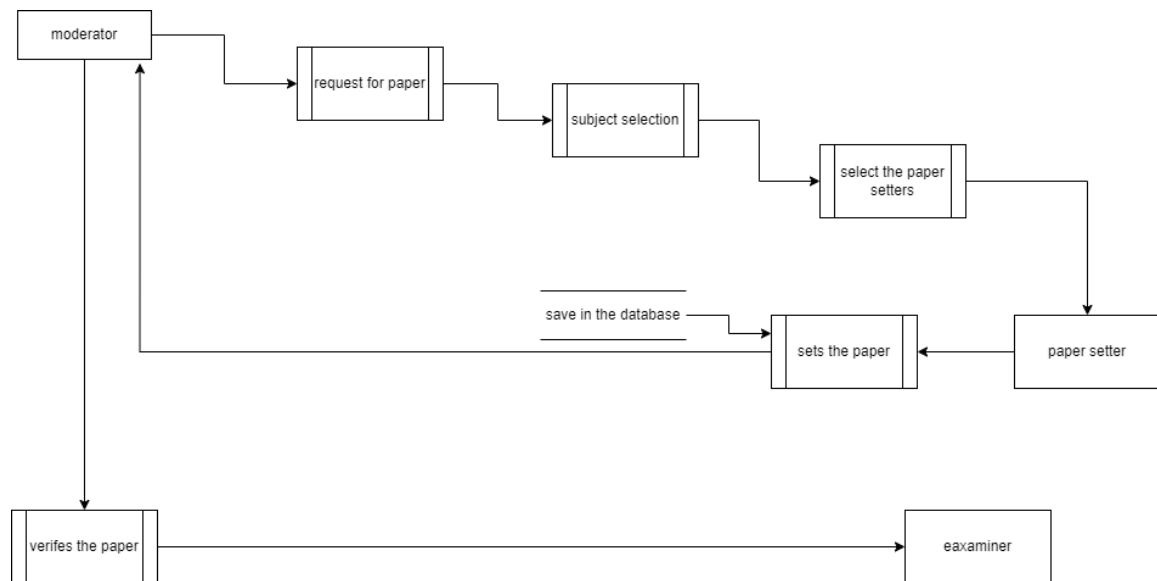 moderator
request for paper
subject selection
select the paper
setters
save in the database
sets the paper
paper setter
verifes the paper
eaxaminer